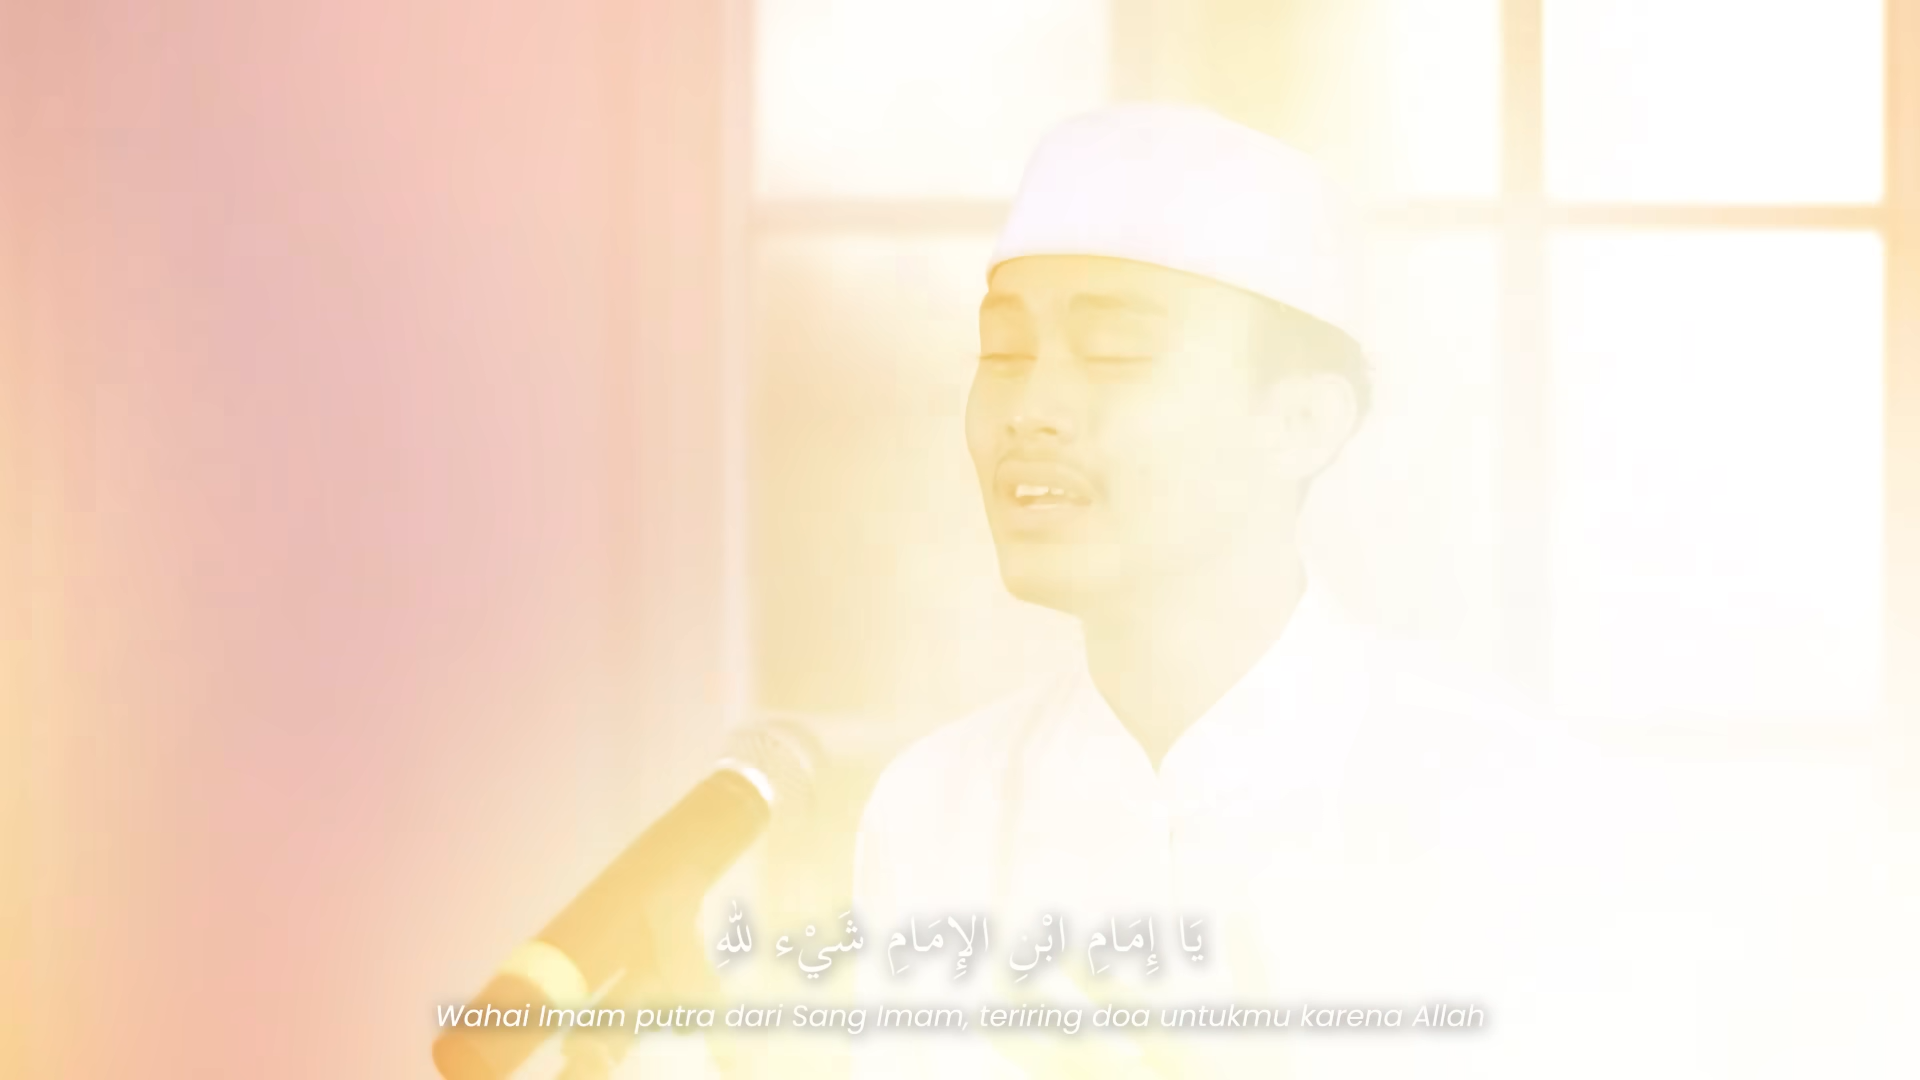 يَا إِمَامِ ابْنِ الإِمَامِ شَيْء لِلّٰهِ
Wahai Imam putra dari Sang Imam, teriring doa untukmu karena Allah